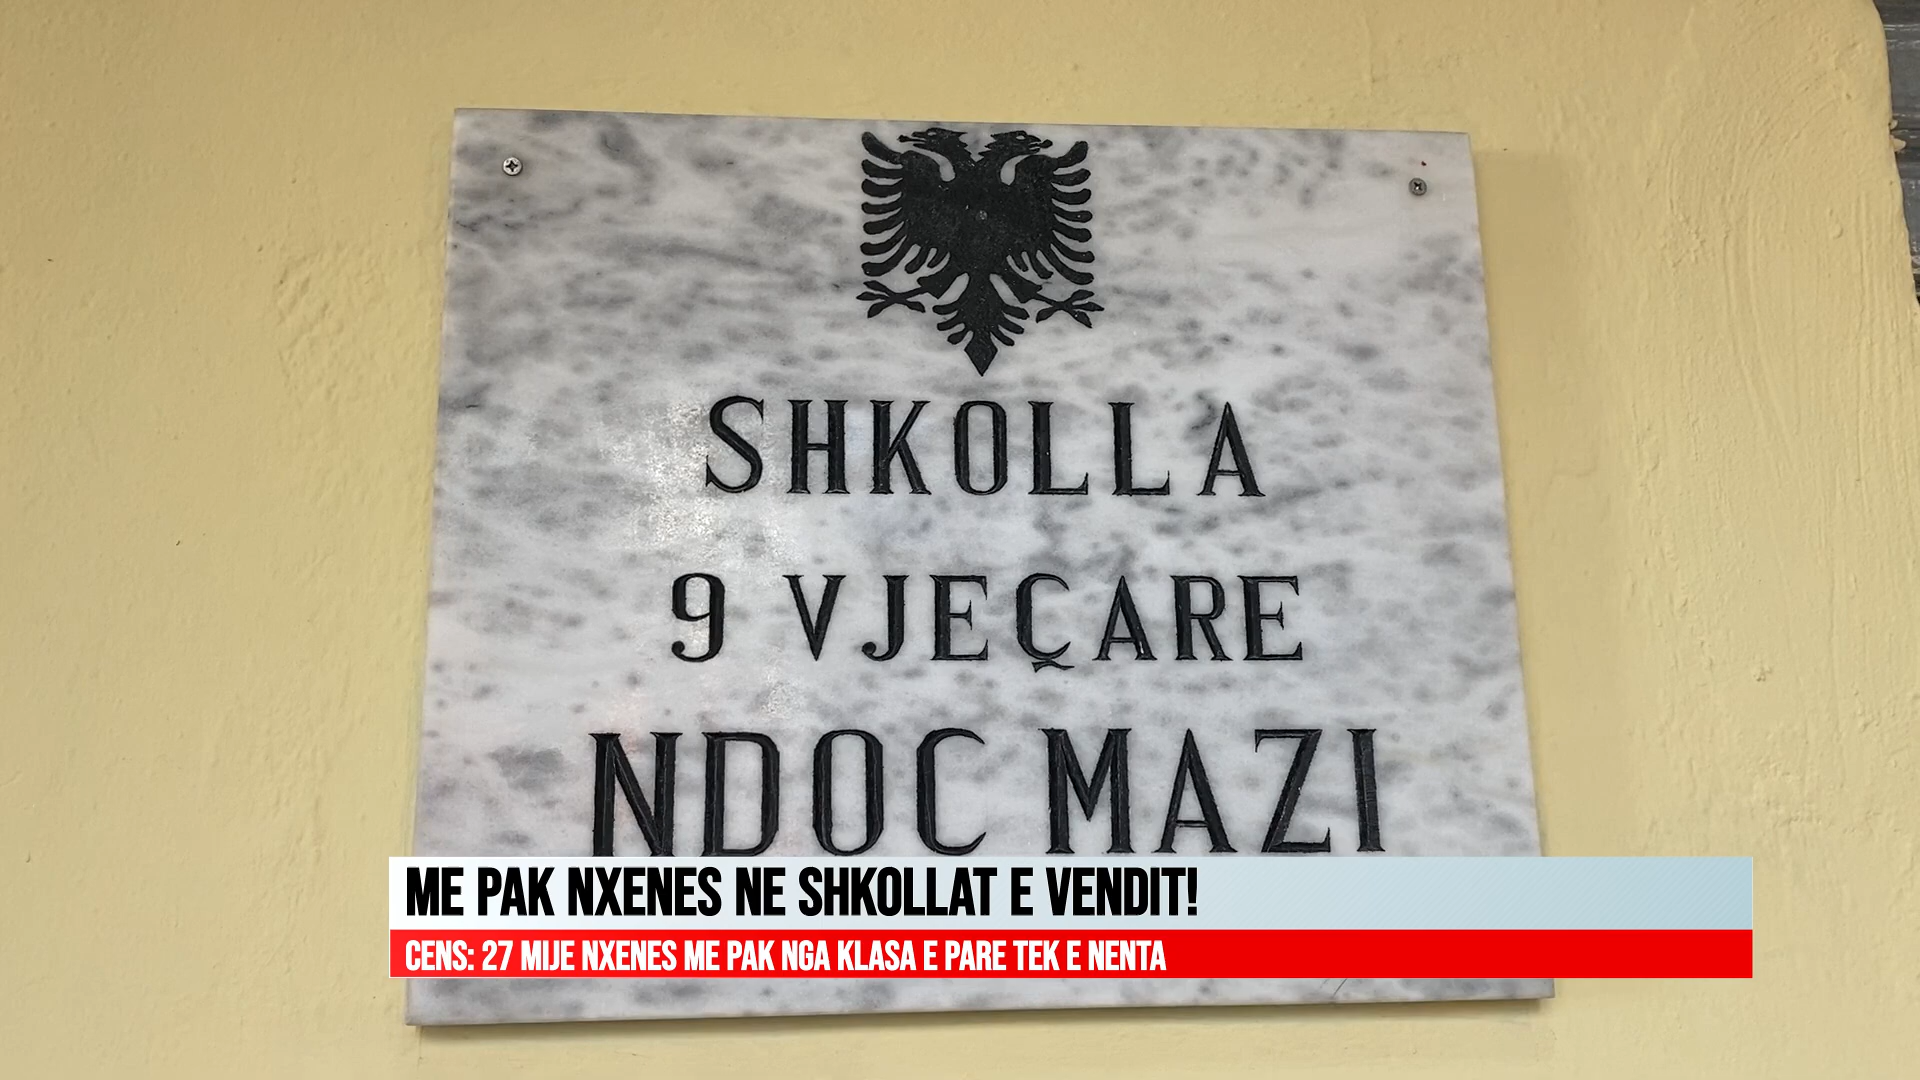 SHKOLLA
9 VJEÇARE
NDOC MAZI
ME PAK NXENES NE SHKOLLAT E VENDIT!
CENS: 27 MIJE NXENES ME PAK NGA KLASA E PARE TEK E NENTA